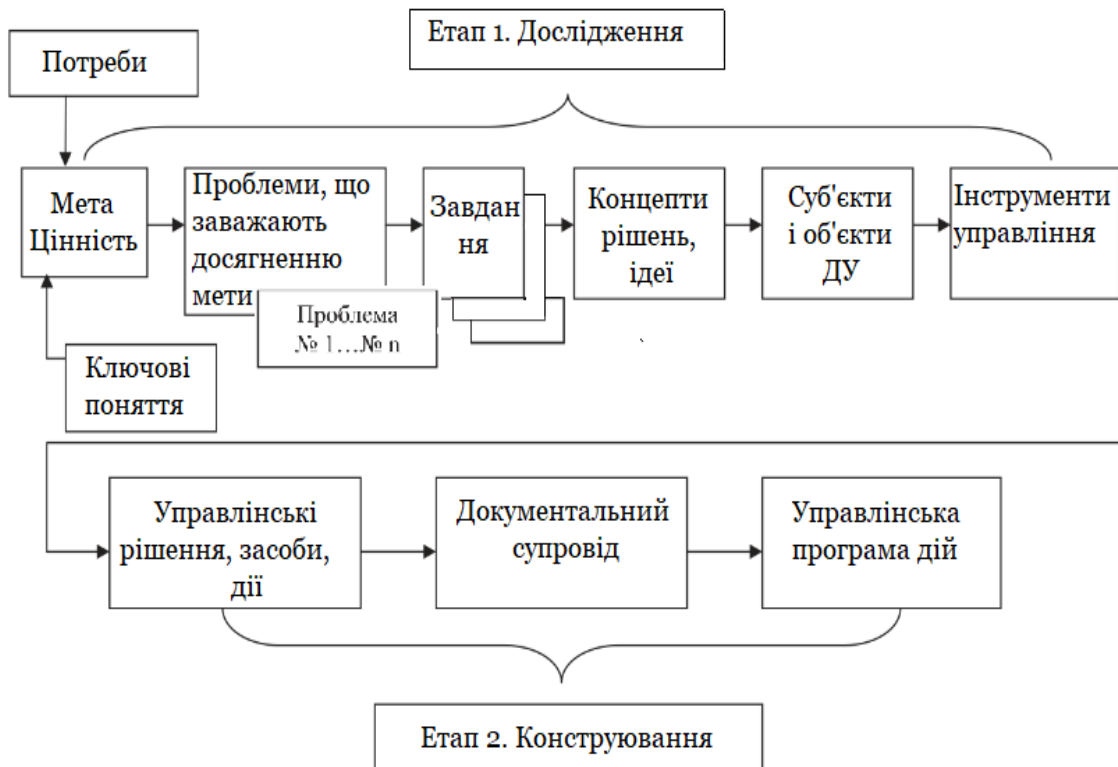 Етап 1. Дослідження
Потреби
Мета
Цінність
Проблеми, що
заважають
досягненню
мети
Проблема
№ 1…№ n
Завдан
ня
Концепти
рішень,
ідеї
Суб'єкти
і об'єкти
ДУ
Інструменти
управління
Ключові
поняття
Управлінські
рішення, засоби,
дії
Документальний
супровід
Управлінська
програма дій
Етап 2. Конструювання